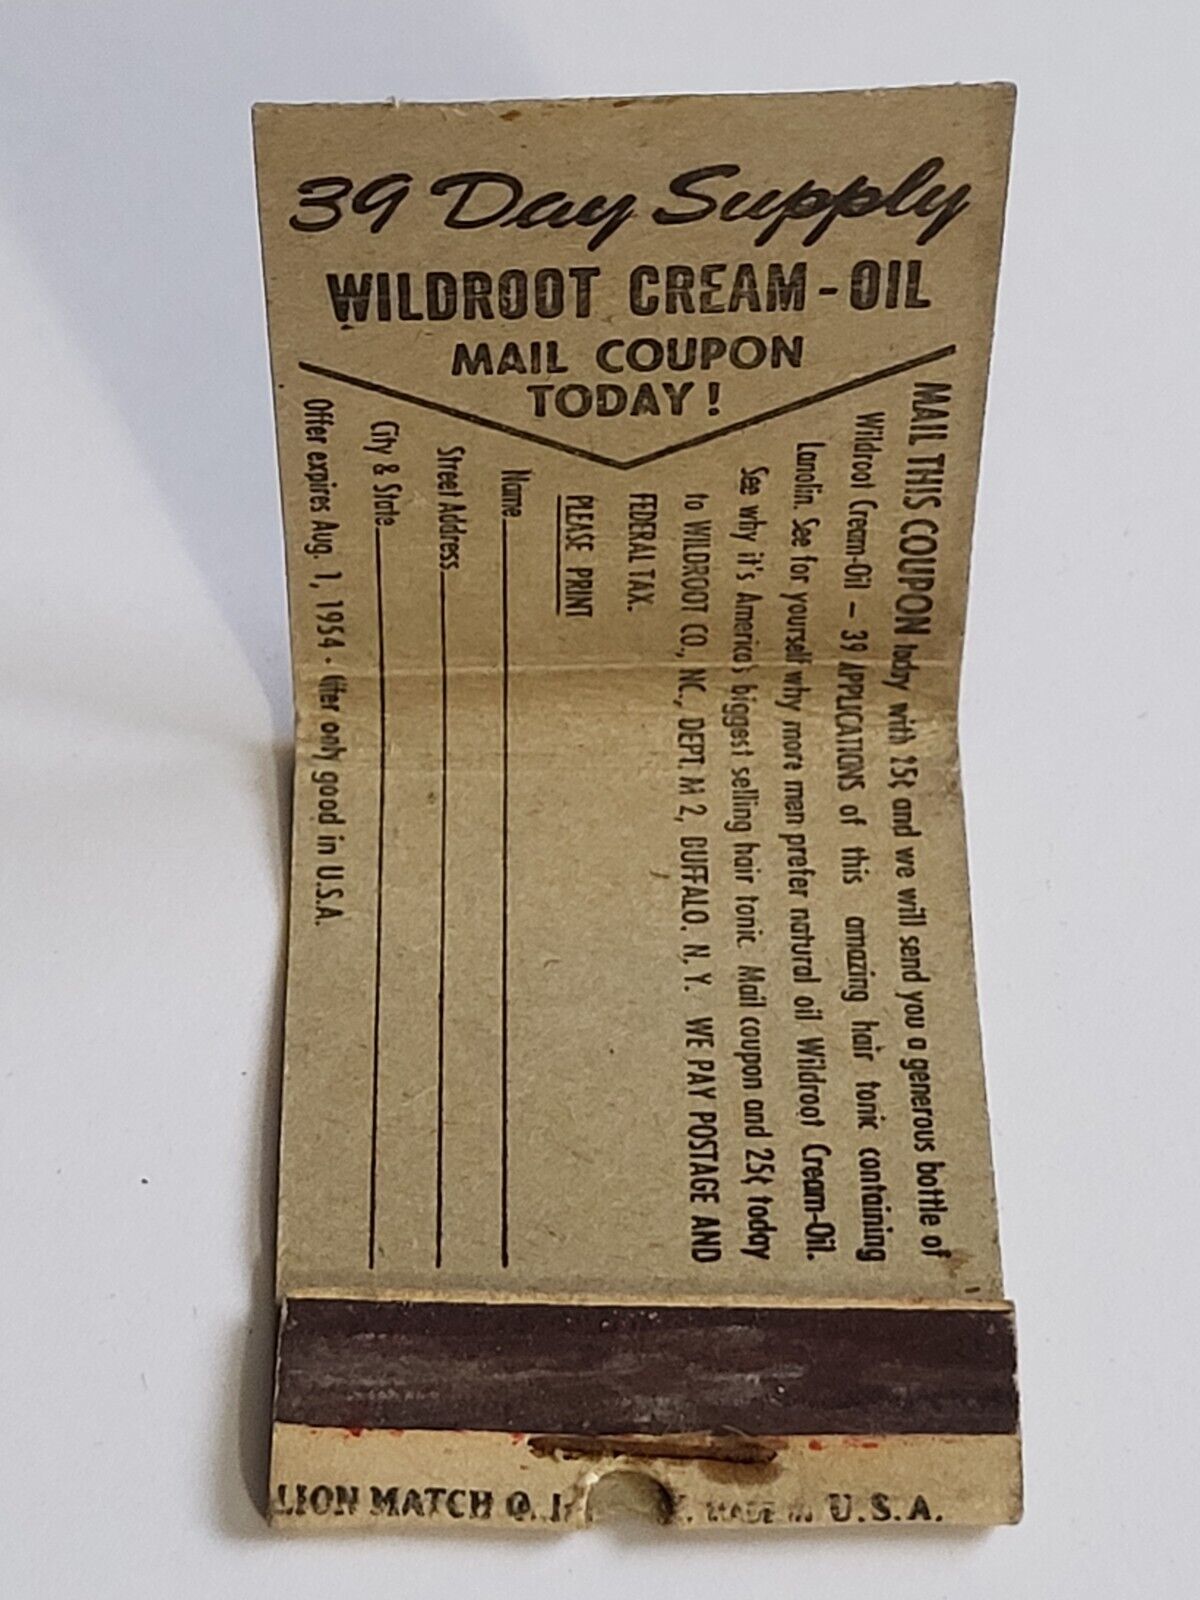 39 Day Supply
WILDROOT CREAM-OIL
MAIL COUPON
TODAY!
MAIL THIS COUPON today with 25¢ and we will send you a generous bottle of
Wildroot Cream-Oil – 39 APPLICATIONS of this amazing hair tonic containing
Lanolin. See for yourself why more men prefer natural oil Wildroot Cream-Oil.
See why it's America's biggest selling hair tonic. Mail coupon and 25¢ today
to WILDROOT CO., NC., DEPT. M 2, BUFFALO, N. Y. WE PAY POSTAGE AND
FEDERAL TAX.
PLEASE PRINT
Name
Street Address
City & State
Offer expires Aug. 1, 1954 - Offer only good in U.S.A.
LION MATCH MADE IN U.S.A.